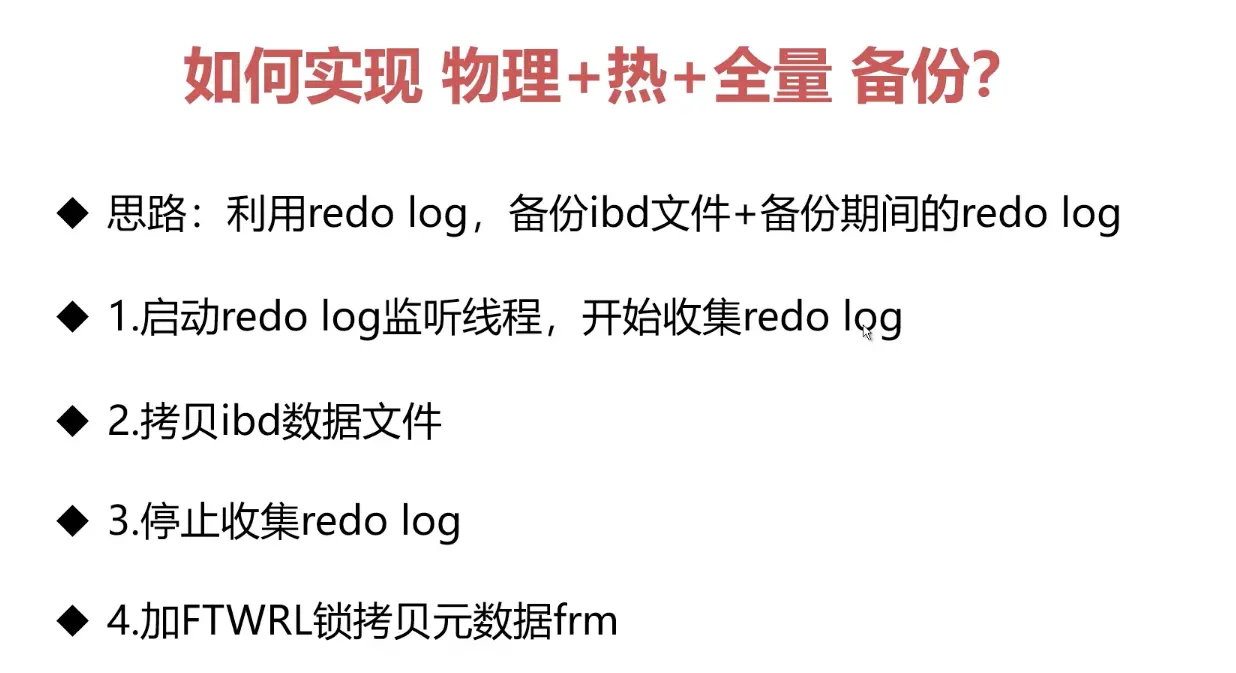 如何实现 物理+热+全量 备份？
◆ 思路：利用redo log，备份ibd文件+备份期间的redo log
◆ 1.启动redo log监听线程，开始收集redo log
◆ 2.拷贝ibd数据文件
◆ 3.停止收集redo log
◆ 4.加FTWRL锁拷贝元数据frm